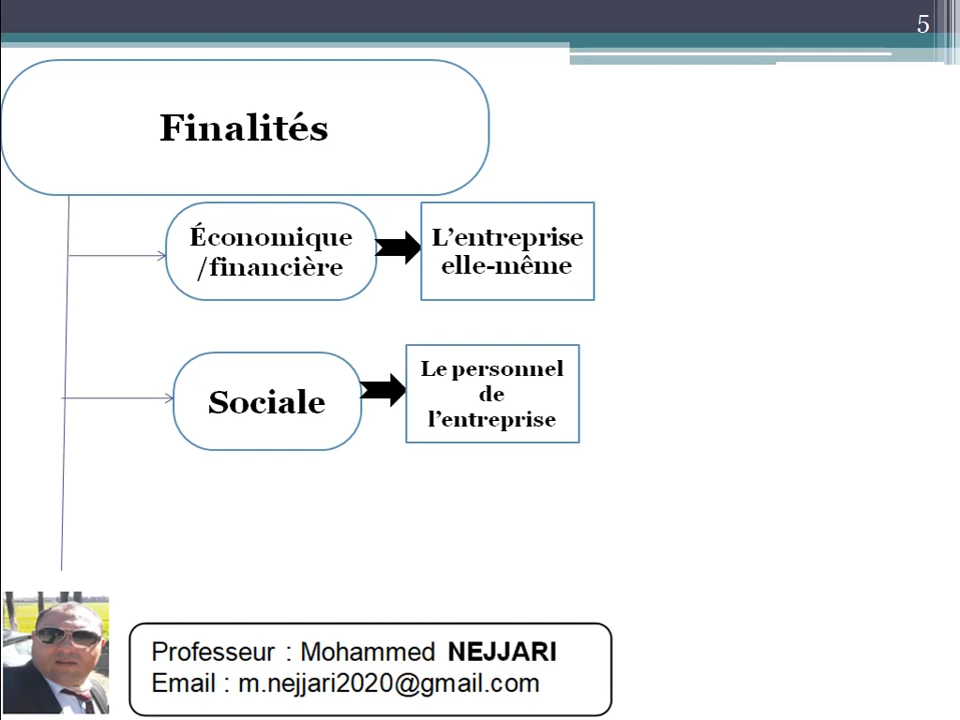 5
Finalités
Économique
/financière
L’entreprise
elle-même
Sociale
Le personnel
de
l’entreprise
Professeur : Mohammed NEJJARI
Email : m.nejjari2020@gmail.com